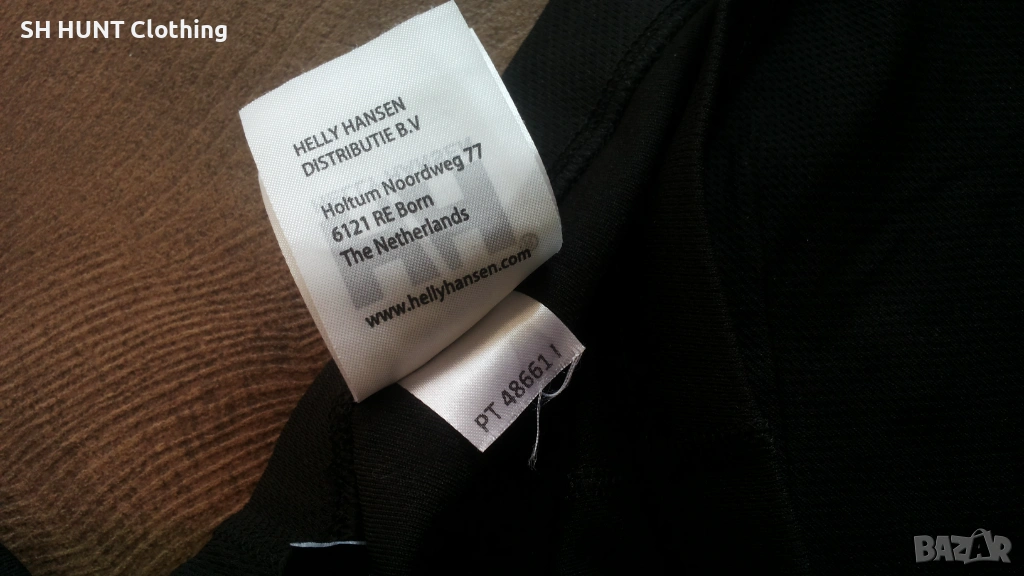 SH HUNT Clothing
HELLY HANSEN
DISTRIBUTIE B.V
Holtum Noordweg 77
6121 RE Born
The Netherlands
www.hellyhansen.com
PT 48661 I
BAZAR